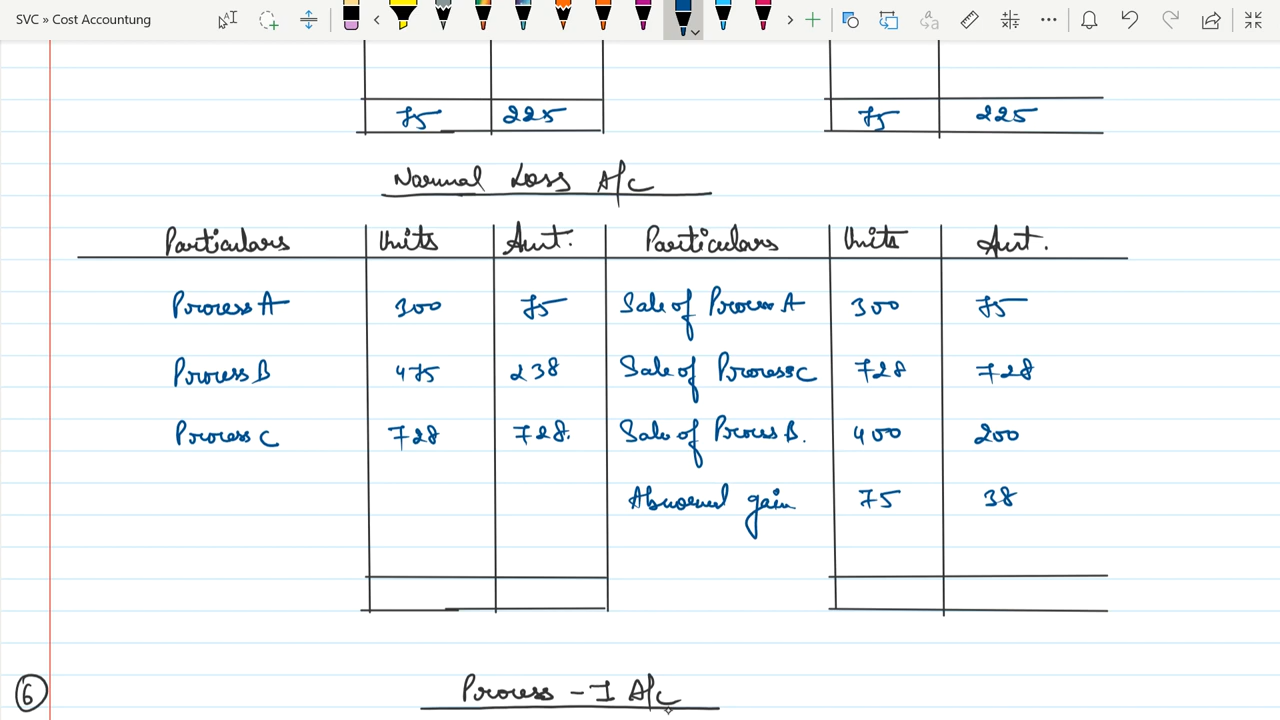 SVC » Cost Accountung
75 225 75 225
Normal Loss A/c
Particulars Units Amt. Particulars Units Amt.
Process A 300 75 Sale of Process A 300 75
Process B 475 238 Sale of Process C 728 728
Process C 728 728. Sale of Process B. 400 200
Abnormal gain 75 38
6 Process - I A/c